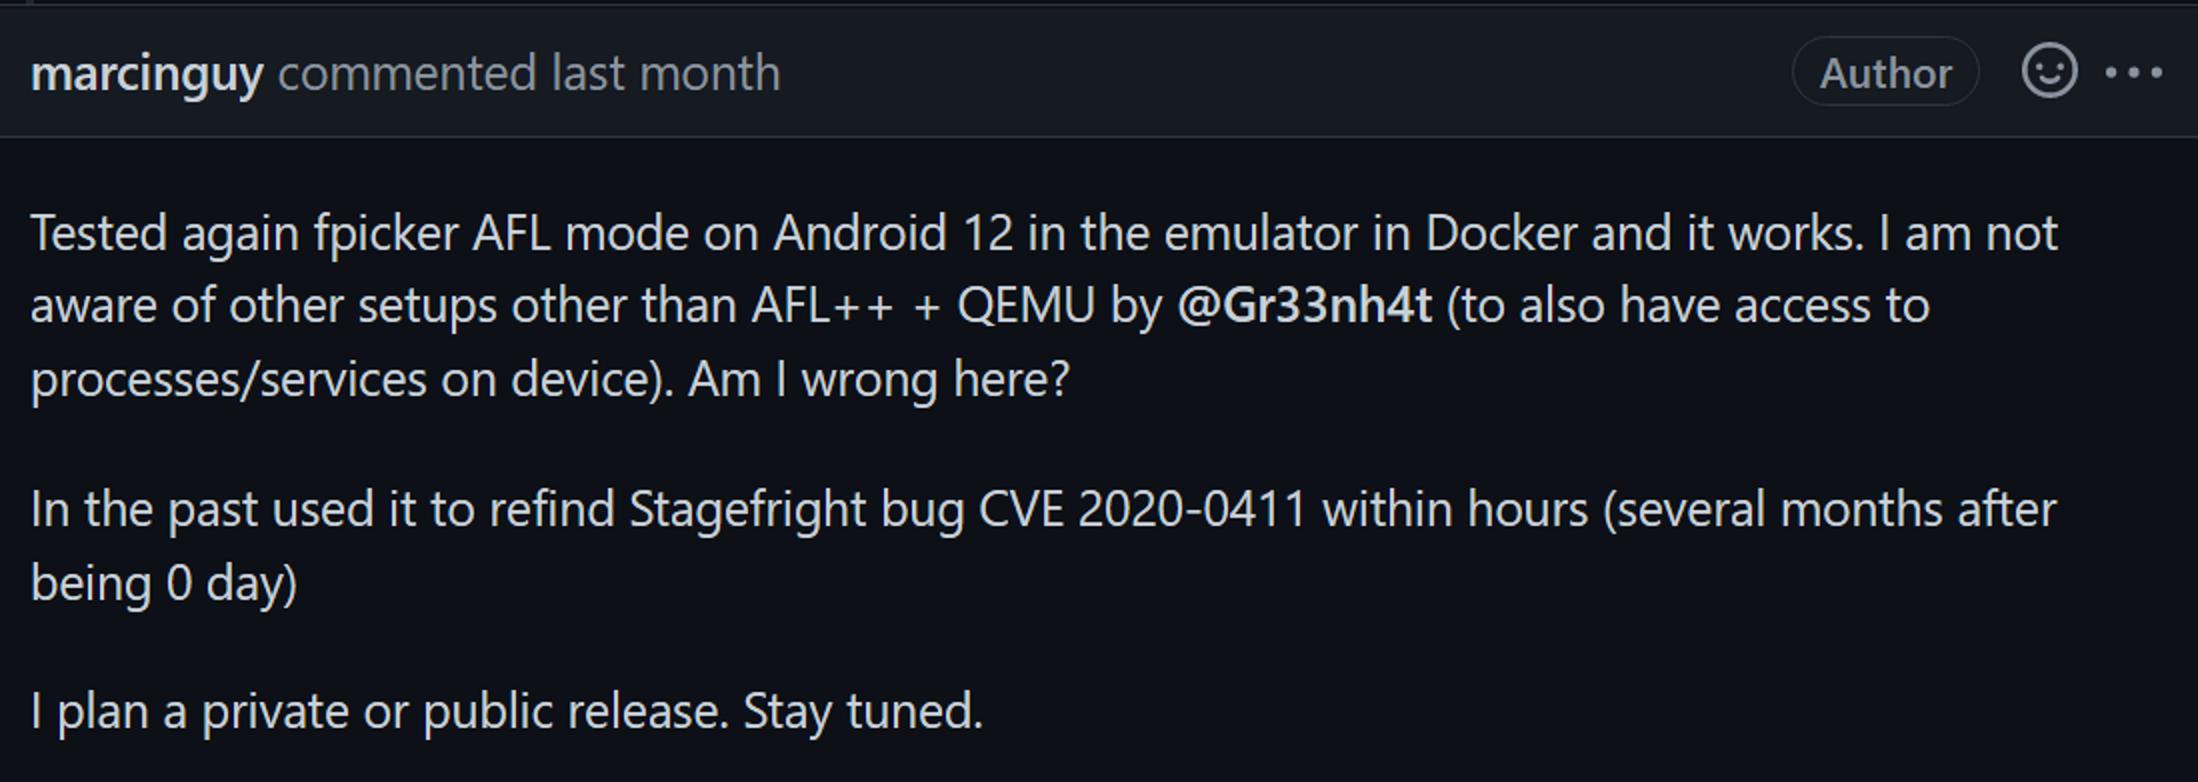 marcinguy commented last month
Author
Tested again fpicker AFL mode on Android 12 in the emulator in Docker and it works. I am not
aware of other setups other than AFL++ + QEMU by @Gr33nh4t (to also have access to
processes/services on device). Am I wrong here?
In the past used it to refind Stagefright bug CVE 2020-0411 within hours (several months after
being 0 day)
I plan a private or public release. Stay tuned.